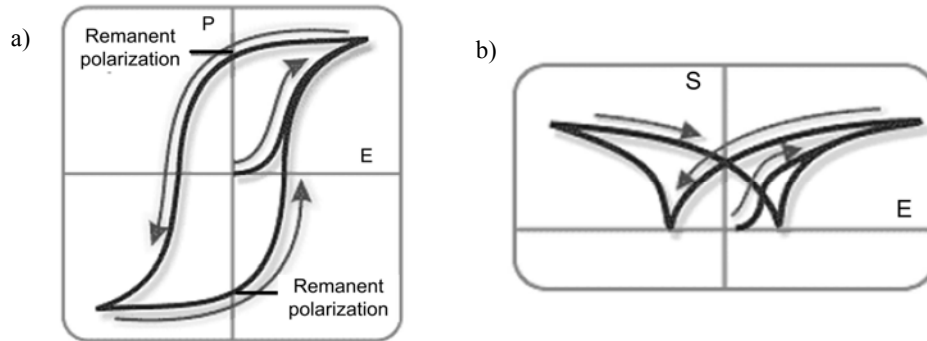 a)
P
Remanent
polarization
E
Remanent
polarization
b)
S
E